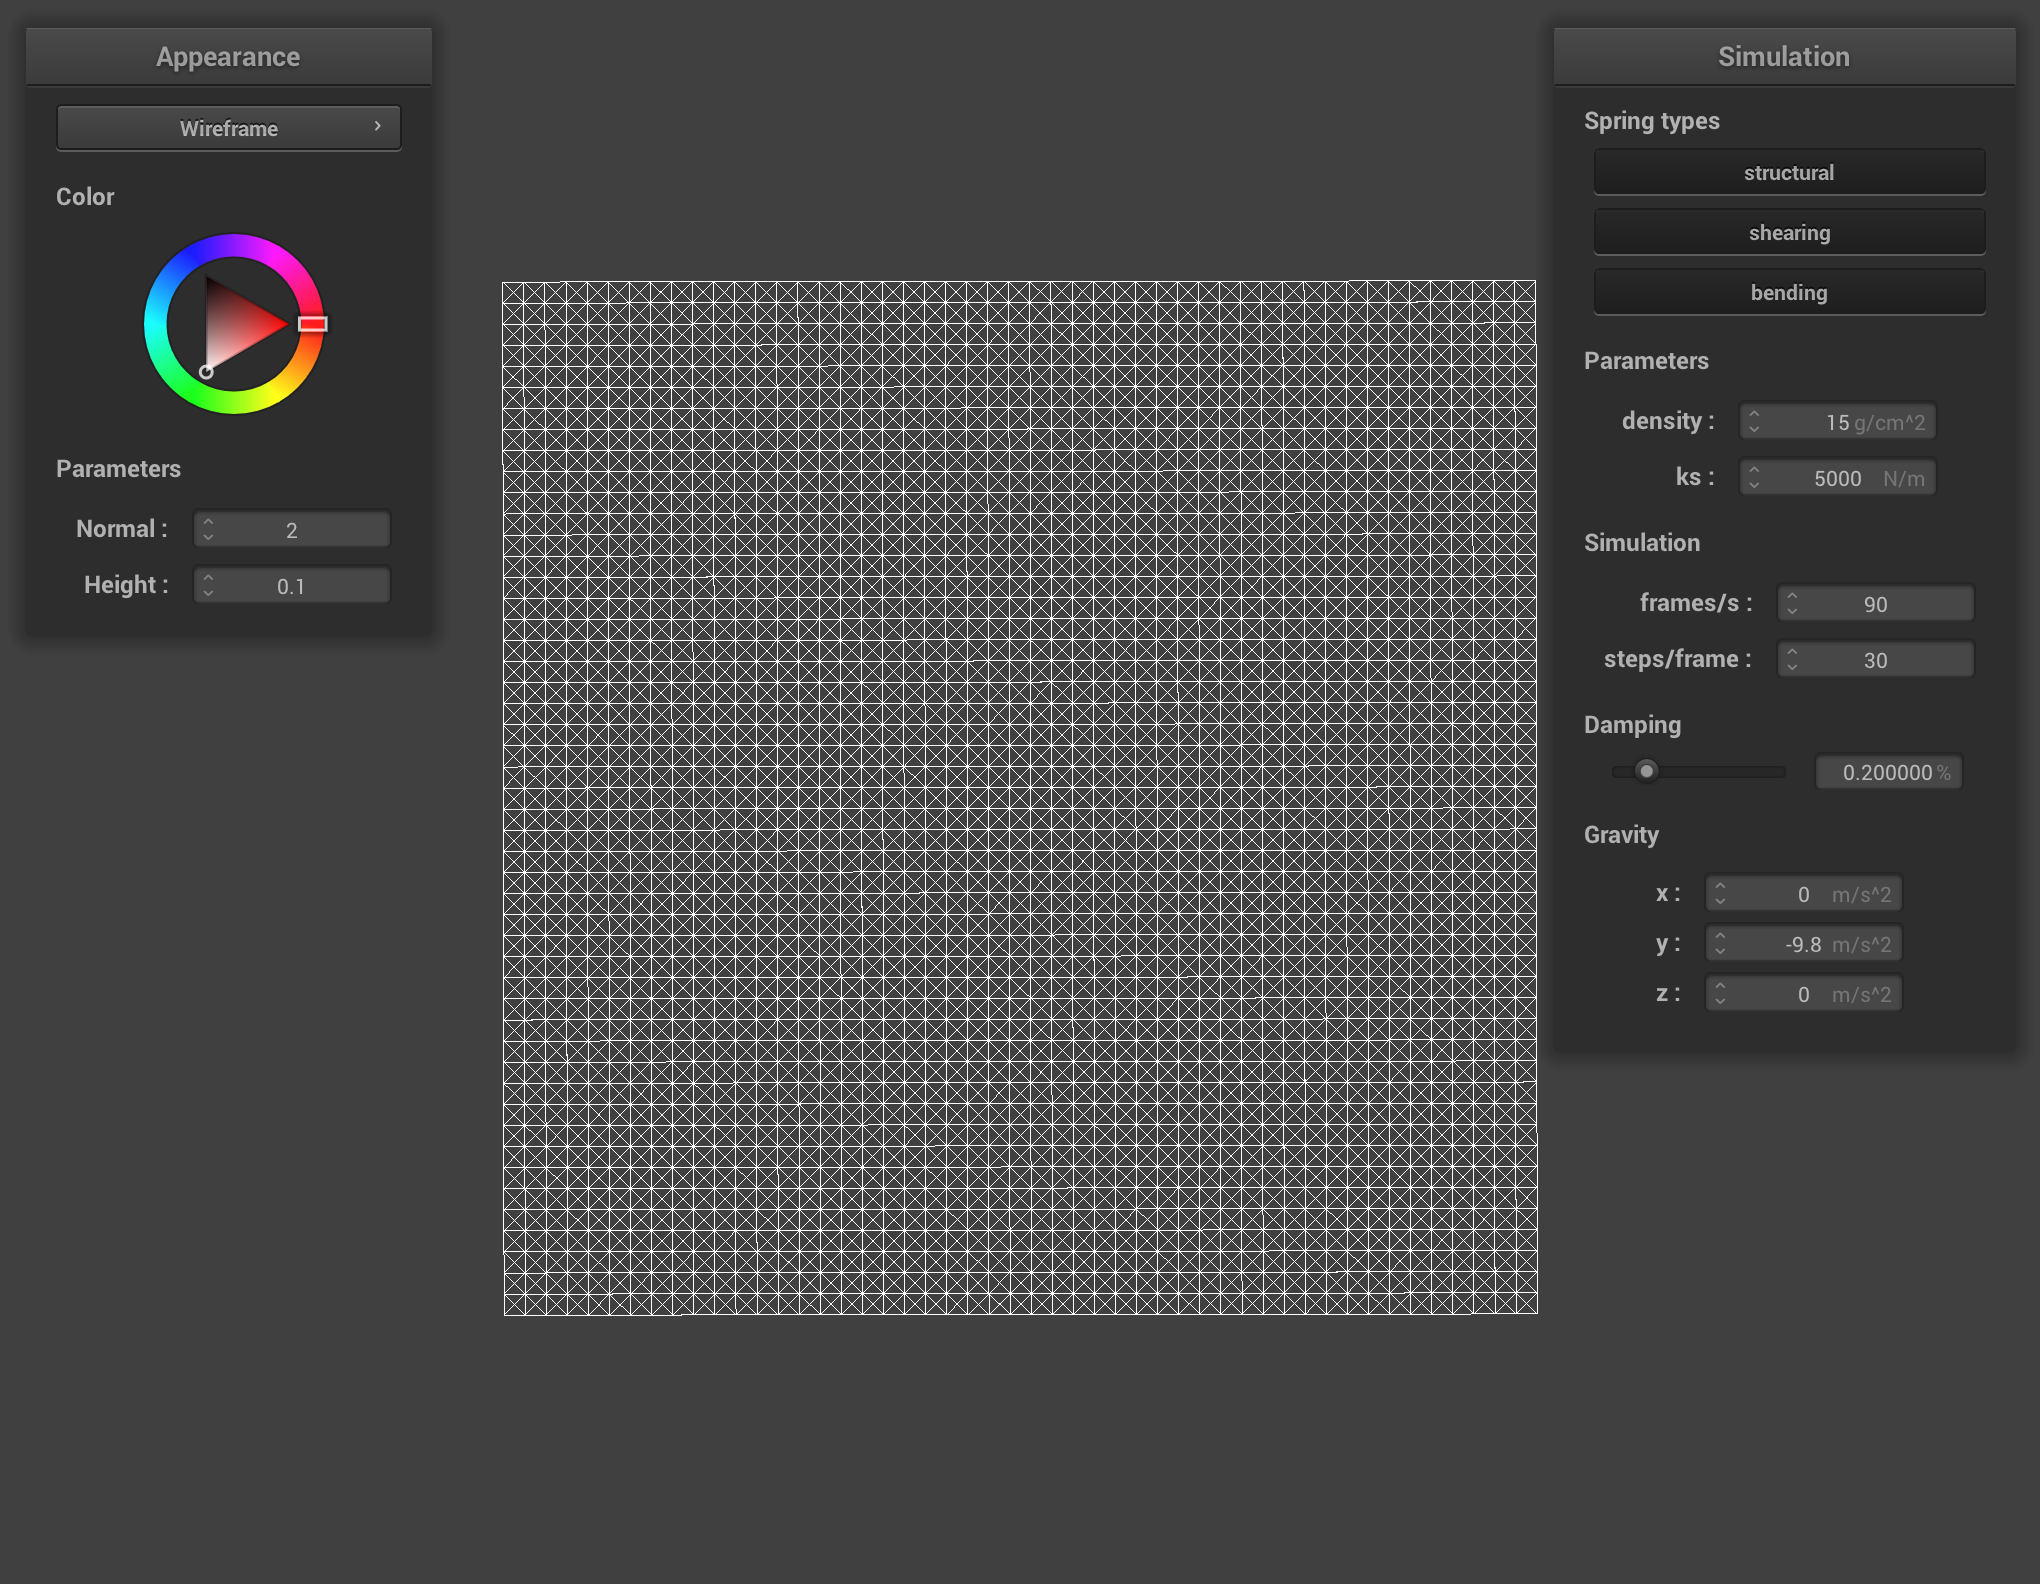 Appearance
Wireframe
Color
Parameters
Normal : 2
Height : 0.1
Simulation
Spring types
structural
shearing
bending
Parameters
density : 15 g/cm^2
ks : 5000 N/m
Simulation
frames/s : 90
steps/frame : 30
Damping
0.200000 %
Gravity
x : 0 m/s^2
y : -9.8 m/s^2
z : 0 m/s^2